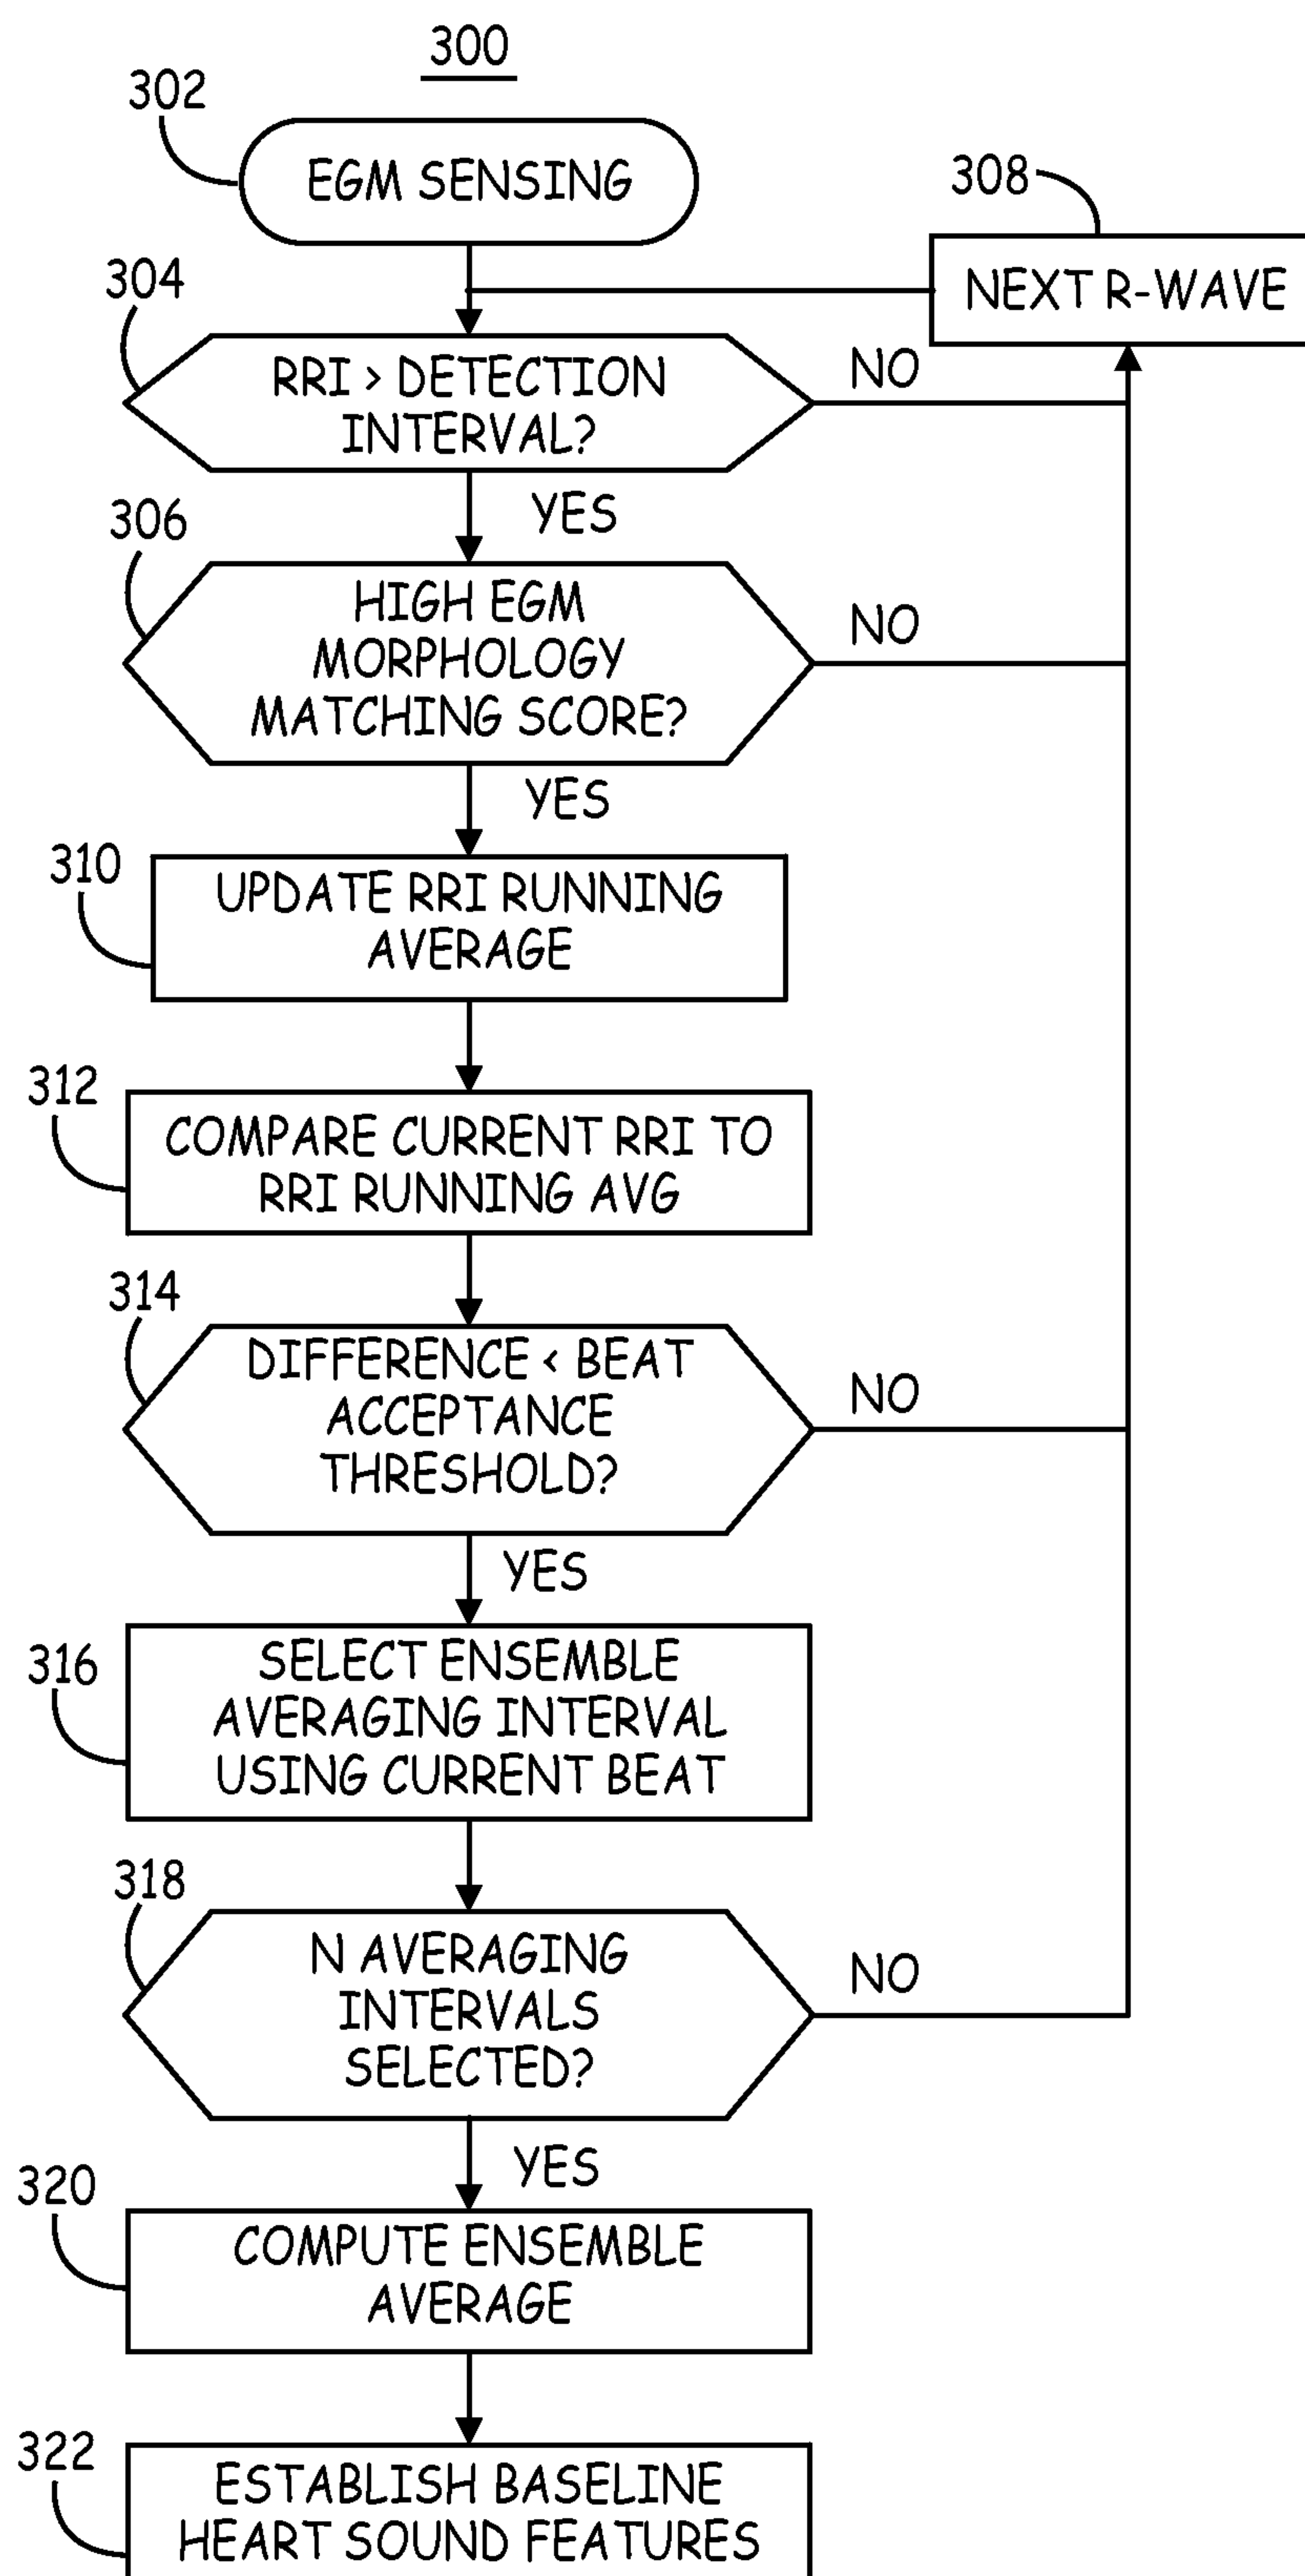 300
302
EGM SENSING
308
NEXT R-WAVE
304
RRI > DETECTION
INTERVAL?
NO
YES
306
HIGH EGM
MORPHOLOGY
MATCHING SCORE?
NO
YES
310
UPDATE RRI RUNNING
AVERAGE
312
COMPARE CURRENT RRI TO
RRI RUNNING AVG
314
DIFFERENCE < BEAT
ACCEPTANCE
THRESHOLD?
NO
YES
316
SELECT ENSEMBLE
AVERAGING INTERVAL
USING CURRENT BEAT
318
N AVERAGING
INTERVALS
SELECTED?
NO
YES
320
COMPUTE ENSEMBLE
AVERAGE
322
ESTABLISH BASELINE
HEART SOUND FEATURES